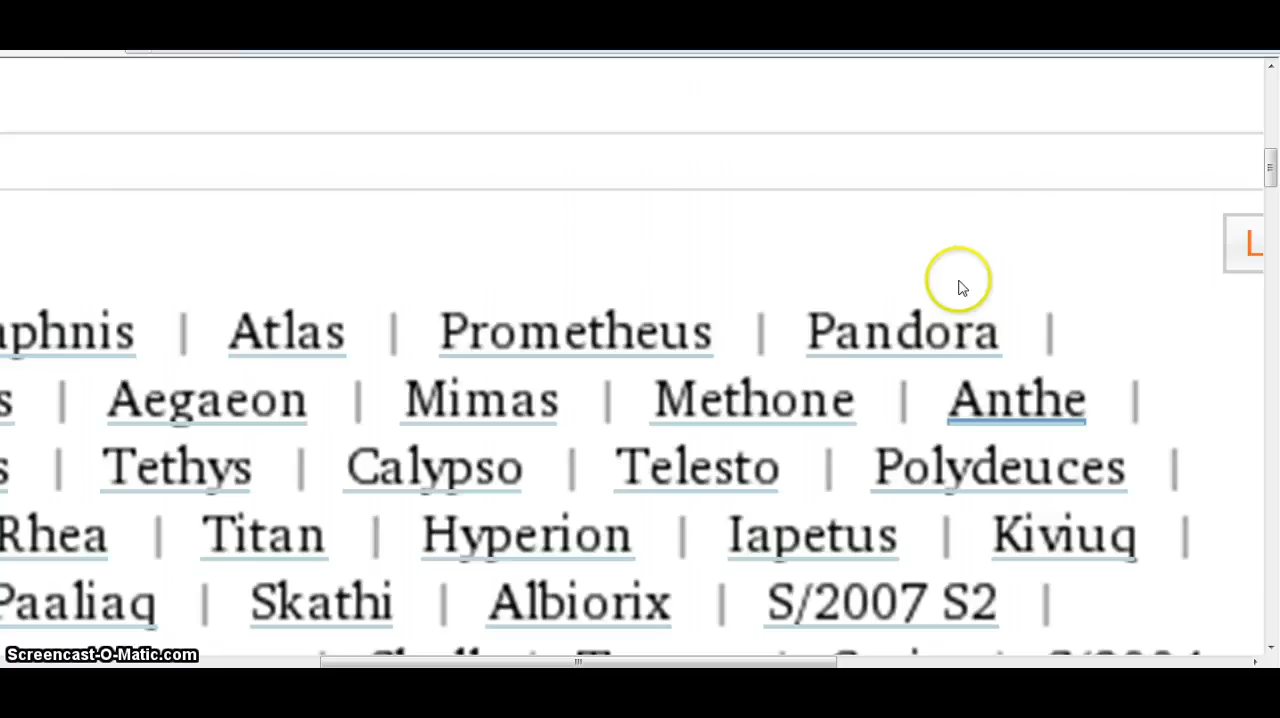 L
aphnis | Atlas | Prometheus | Pandora |
s | Aegaeon | Mimas | Methone | Anthe |
s | Tethys | Calypso | Telesto | Polydeuces |
Rhea | Titan | Hyperion | Iapetus | Kiviuq |
Paaliaq | Skathi | Albiorix | S/2007 S2 |
Screencast-O-Matic.com